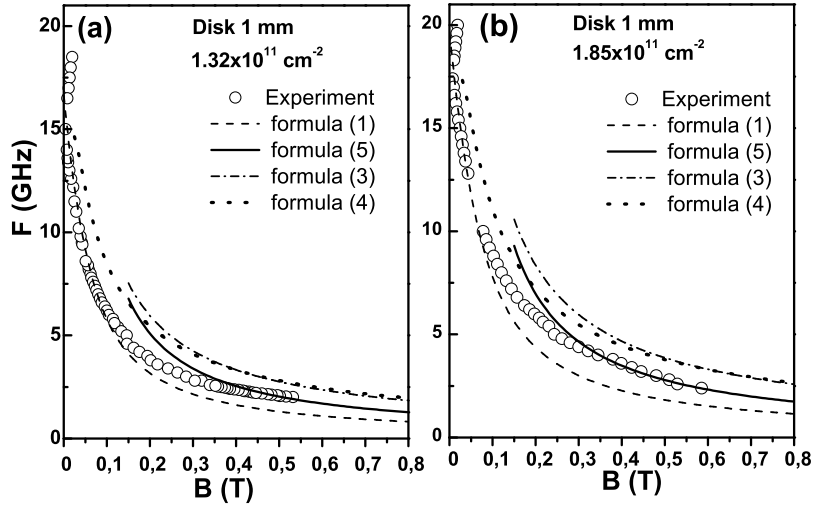 (a)
Disk 1 mm
1.32x10¹¹ cm⁻²
Experiment
formula (1)
formula (5)
formula (3)
formula (4)
F (GHz)
20
15
10
5
0
0 0,1 0,2 0,3 0,4 0,5 0,6 0,7 0,8
B (T)
(b)
Disk 1 mm
1.85x10¹¹ cm⁻²
Experiment
formula (1)
formula (5)
formula (3)
formula (4)
20
15
10
5
0
0 0,1 0,2 0,3 0,4 0,5 0,6 0,7 0,8
B (T)